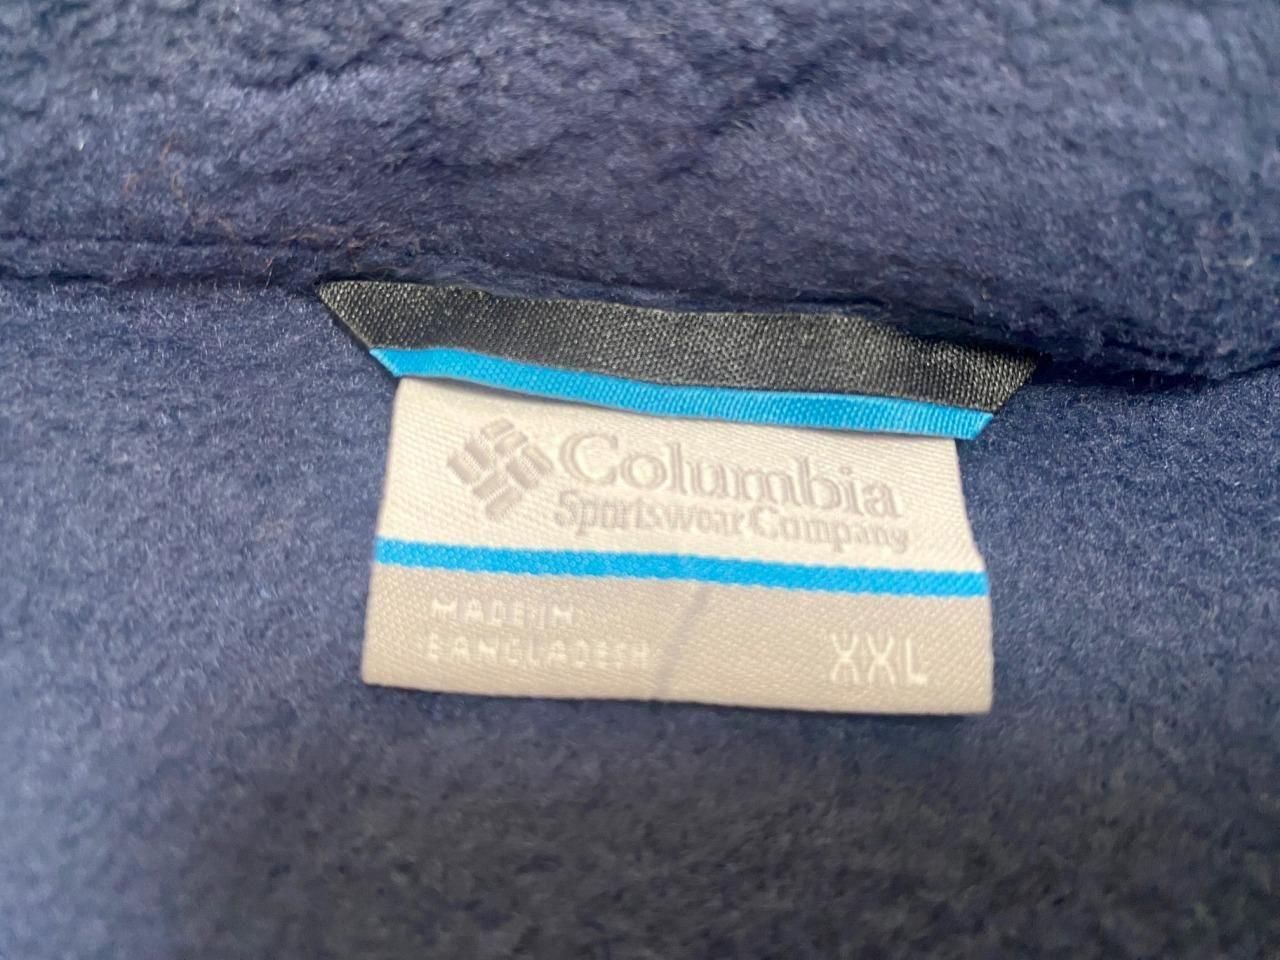 Columbia
Sportswear Company
MADE IN
BANGLADESH
XXL